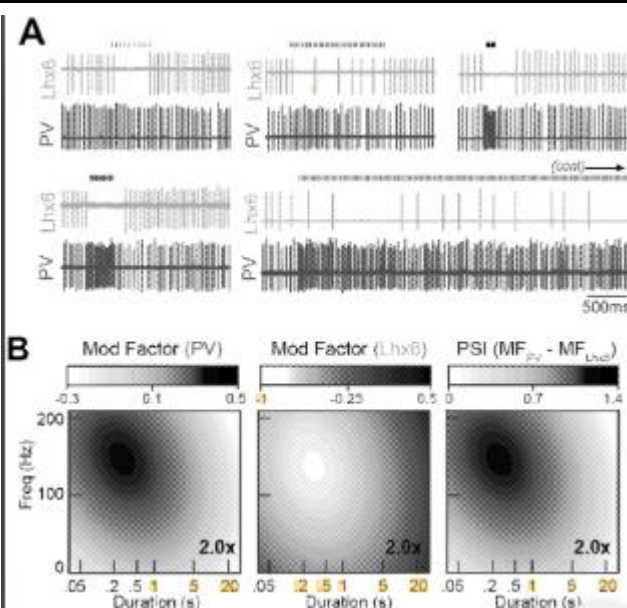 A
Lhx6
Lhx6
Lhx6
PV
PV
PV
(cont)
Lhx6
Lhx6
PV
PV
500ms
B
Mod Factor (PV)
Mod Factor (Lhx6)
PSI (MF PV - MF Lhx6)
-0.3 0.1 0.5
-1 -0.25 0.5
0 0.7 1.4
Freq (Hz)
200
100
0
2.0x
2.0x
2.0x
.05 .2 .5 1 5 20
.05 .2 .5 1 5 20
.05 .2 .5 1 5 20
Duration (s)
Duration (s)
Duration (s)